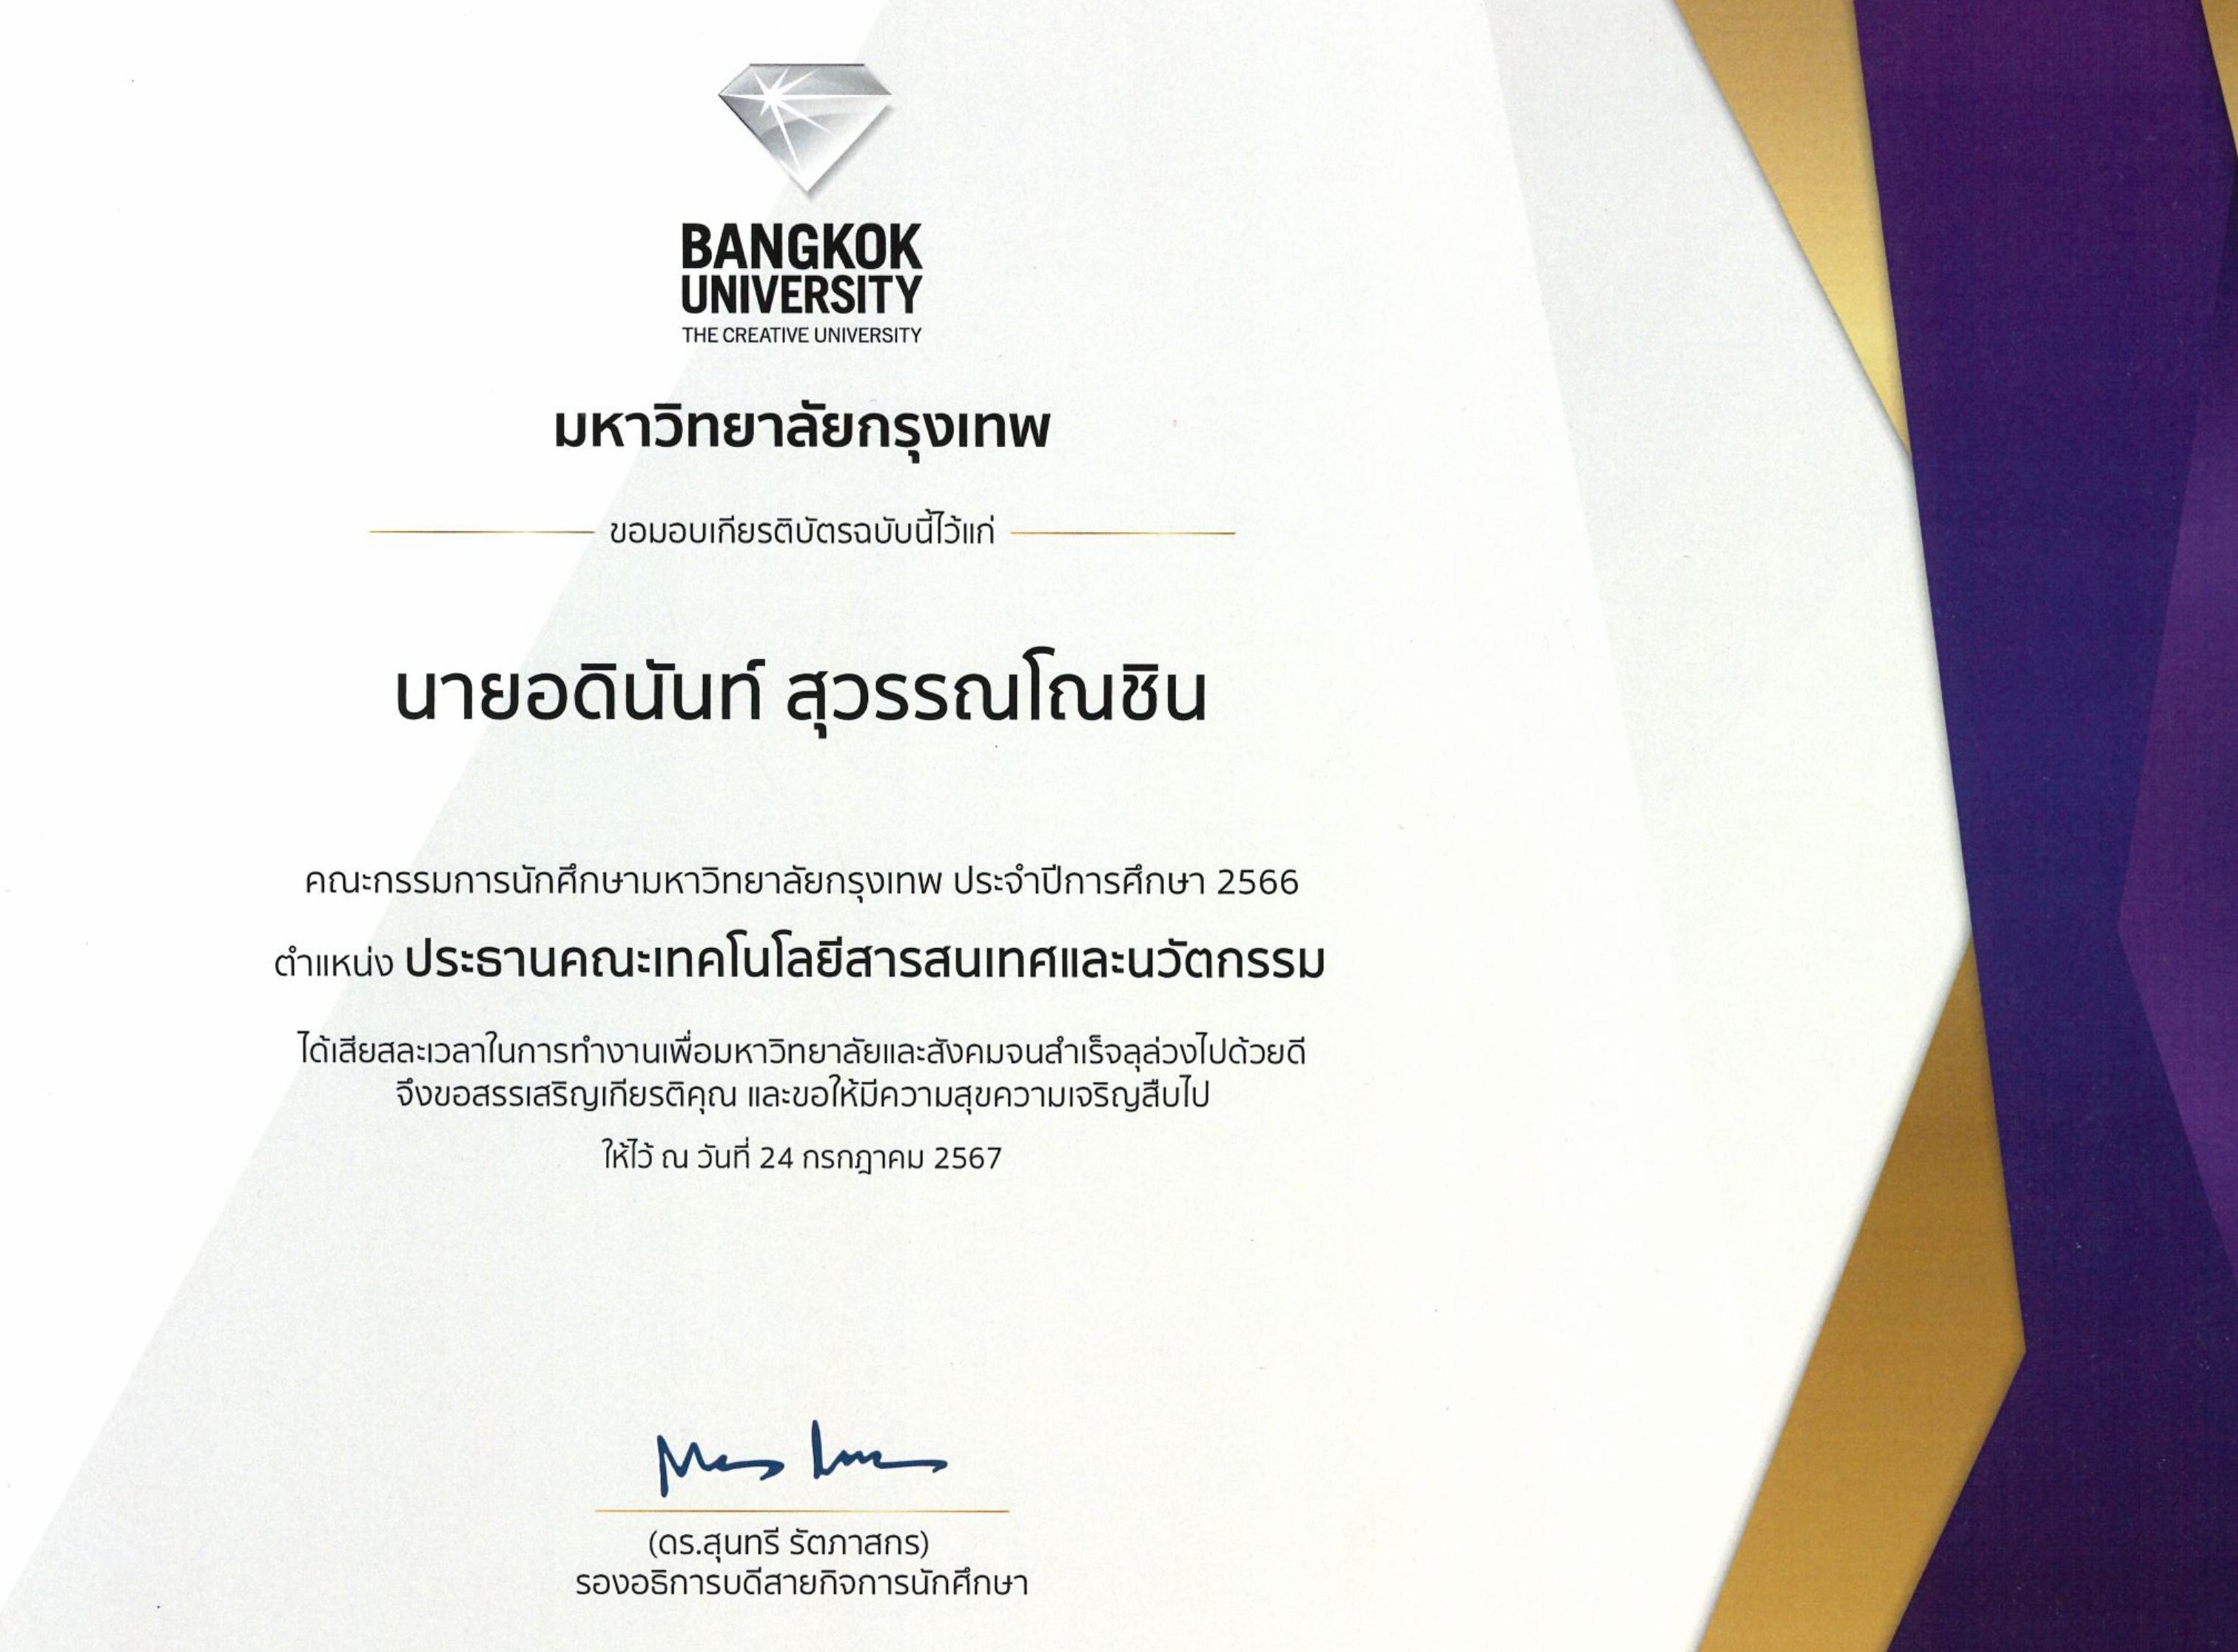 BANGKOK
UNIVERSITY
THE CREATIVE UNIVERSITY
มหาวิทยาลัยกรุงเทพ
ขอมอบเกียรติบัตรฉบับนี้ไว้แก่
นายอดินันท์ สุวรรณโณชิน
คณะกรรมการนักศึกษามหาวิทยาลัยกรุงเทพ ประจำปีการศึกษา 2566
ตำแหน่ง ประธานคณะเทคโนโลยีสารสนเทศและนวัตกรรม
ได้เสียสละเวลาในการทำงานเพื่อมหาวิทยาลัยและสังคมจนสำเร็จลุล่วงไปด้วยดี
จึงขอสรรเสริญเกียรติคุณ และขอให้มีความสุขความเจริญสืบไป
ให้ไว้ ณ วันที่ 24 กรกฎาคม 2567
(ดร.สุนทรี รัตภาสกร)
รองอธิการบดีสายกิจการนักศึกษา